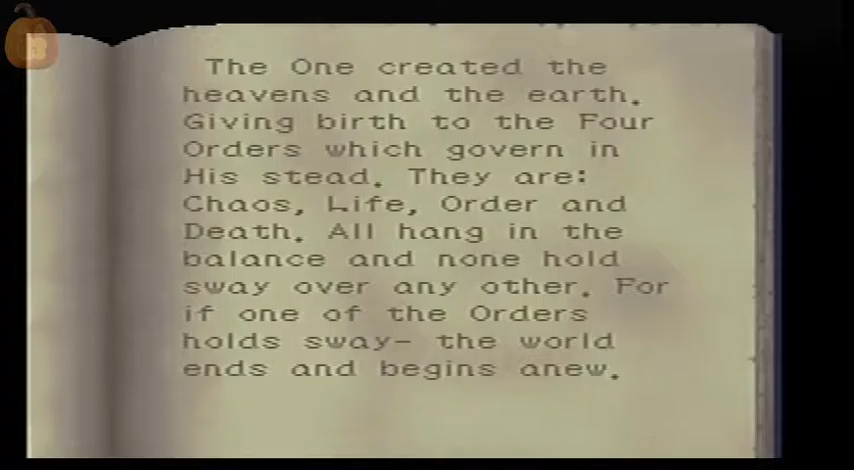 The One created the
heavens and the earth.
Giving birth to the Four
Orders which govern in
His stead. They are:
Chaos, Life, Order and
Death. All hang in the
balance and none hold
sway over any other. For
if one of the Orders
holds sway- the world
ends and begins anew.